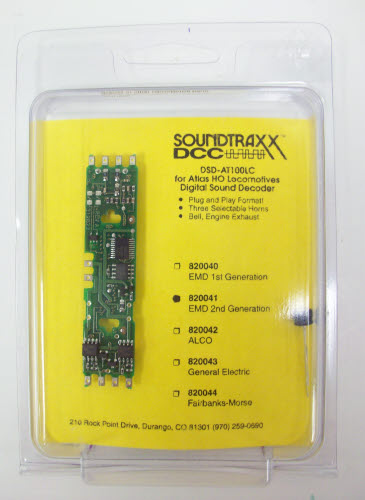 SOUNDTRAXX™
DCC
DSD-AT100LC
for Atlas HO Locomotives
Digital Sound Decoder
• Plug and Play Format!
• Three Selectable Horns
• Bell, Engine Exhaust
820040
EMD 1st Generation
820041
EMD 2nd Generation
820042
ALCO
820043
General Electric
820044
Fairbanks-Morse
210 Rock Point Drive, Durango, CO 81301 (970) 259-0690